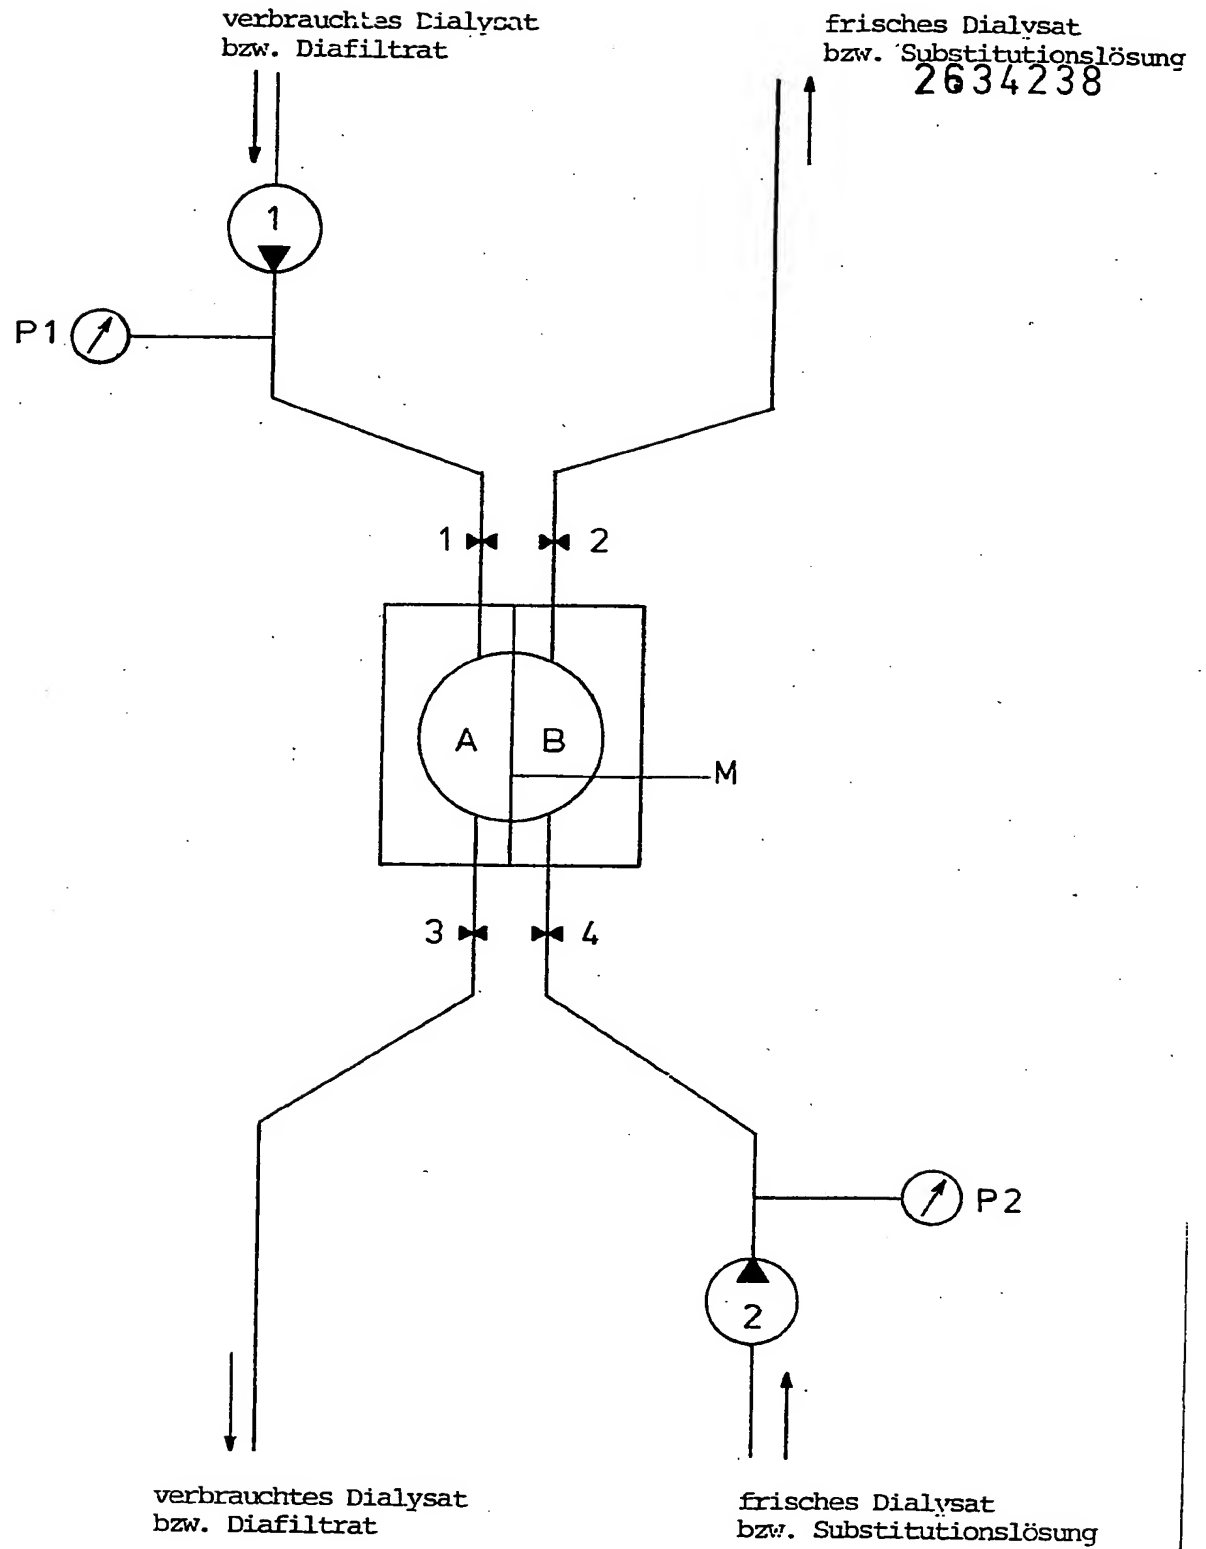 verbrauchtes Dialysat
bzw. Diafiltrat
frisches Dialysat
bzw. Substitutionslösung
2634238
1
P1
1
2
A
B
M
3
4
P2
2
verbrauchtes Dialysat
bzw. Diafiltrat
frisches Dialysat
bzw. Substitutionslösung